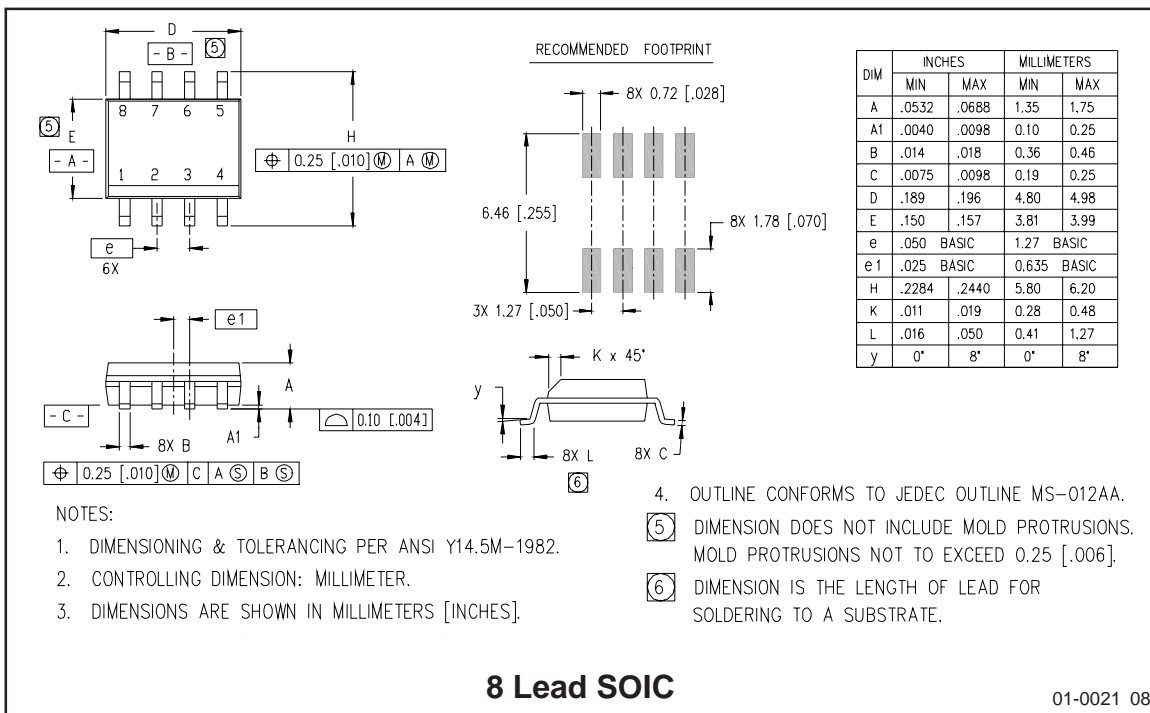 D
- B - 5
8 7 6 5
5 E
- A -
1 2 3 4
H
⌖ 0.25 [.010] Ⓜ A Ⓜ
e
6X
RECOMMENDED FOOTPRINT
8X 0.72 [.028]
6.46 [.255]
8X 1.78 [.070]
3X 1.27 [.050]
DIM INCHES MILLIMETERS
MIN MAX MIN MAX
A .0532 .0688 1.35 1.75
A1 .0040 .0098 0.10 0.25
B .014 .018 0.36 0.46
C .0075 .0098 0.19 0.25
D .189 .196 4.80 4.98
E .150 .157 3.81 3.99
e .050 BASIC 1.27 BASIC
e1 .025 BASIC 0.635 BASIC
H .2284 .2440 5.80 6.20
K .011 .019 0.28 0.48
L .016 .050 0.41 1.27
y 0° 8° 0° 8°
e1
A
- C -
8X B
A1
⌓ 0.10 [.004]
⌖ 0.25 [.010] Ⓜ C A Ⓢ B Ⓢ
K x 45°
y
8X L
6
8X C
NOTES:
1. DIMENSIONING & TOLERANCING PER ANSI Y14.5M-1982.
2. CONTROLLING DIMENSION: MILLIMETER.
3. DIMENSIONS ARE SHOWN IN MILLIMETERS [INCHES].
4. OUTLINE CONFORMS TO JEDEC OUTLINE MS-012AA.
5 DIMENSION DOES NOT INCLUDE MOLD PROTRUSIONS.
MOLD PROTRUSIONS NOT TO EXCEED 0.25 [.006].
6 DIMENSION IS THE LENGTH OF LEAD FOR
SOLDERING TO A SUBSTRATE.
8 Lead SOIC
01-0021 08